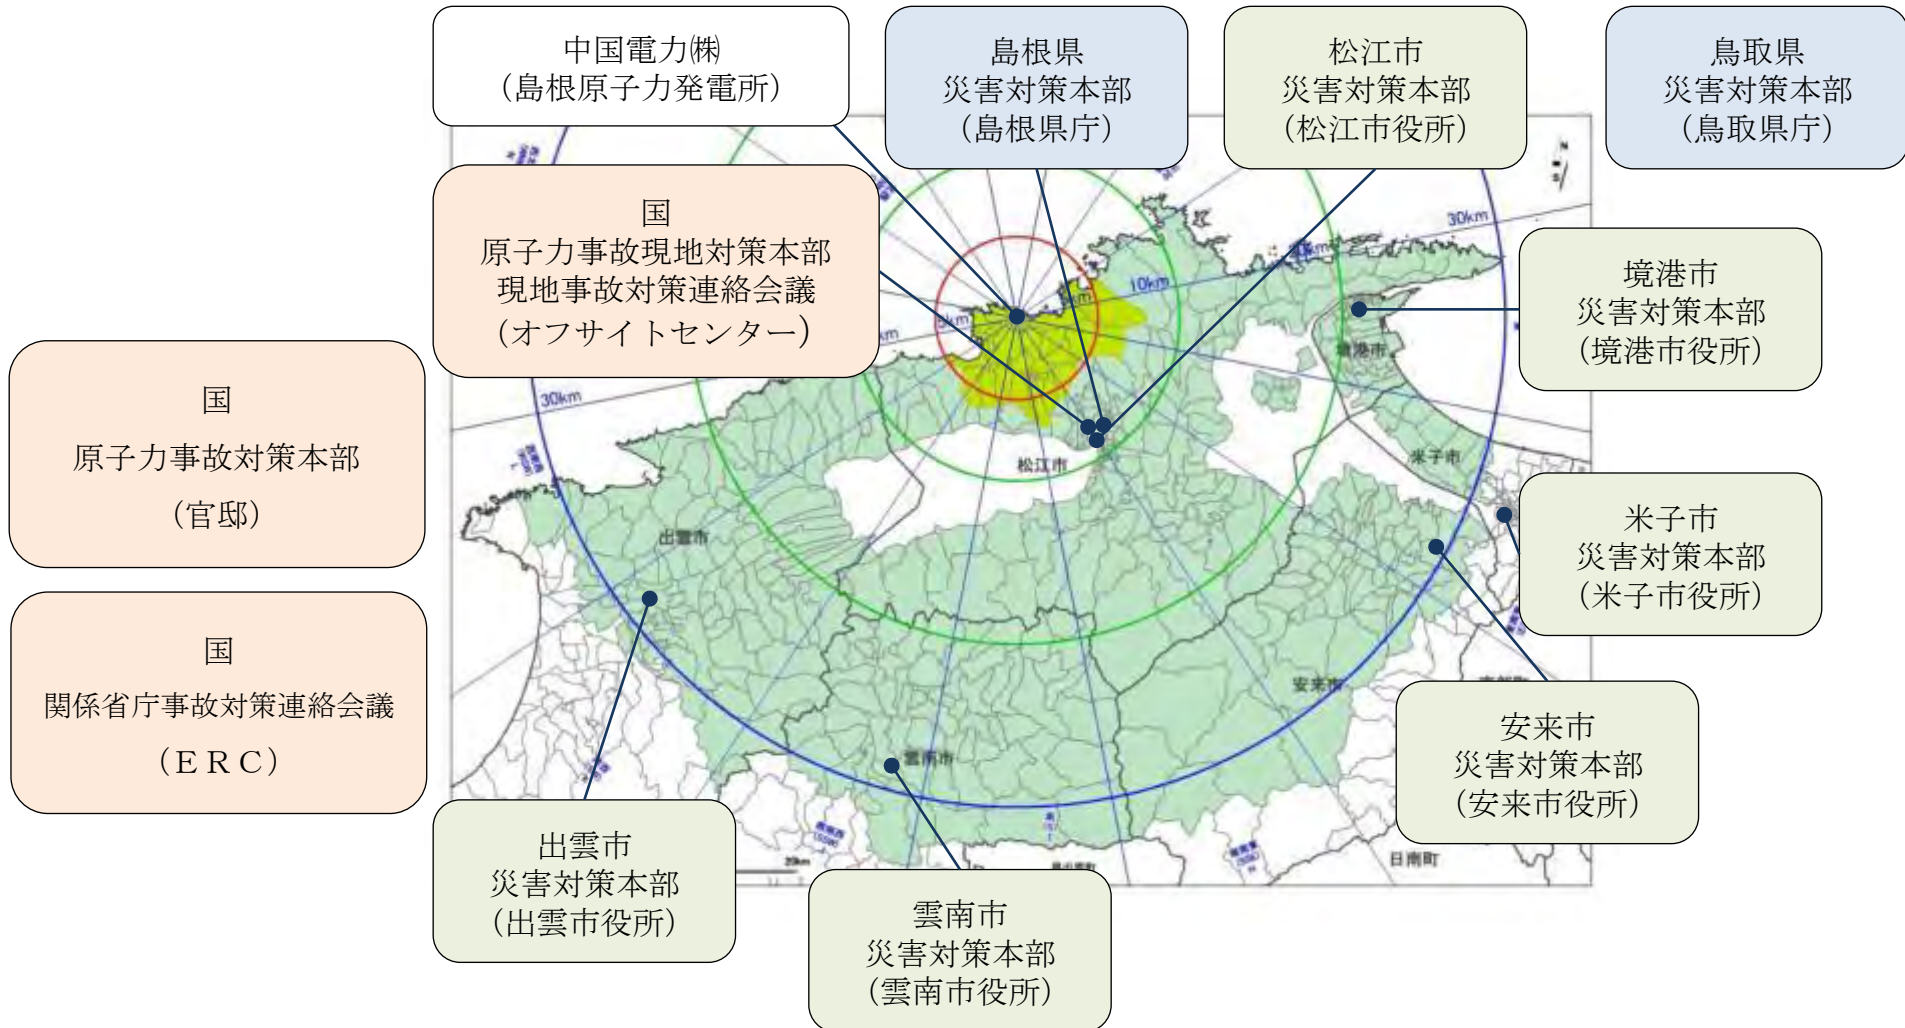 中国電力㈱
(島根原子力発電所)
島根県
災害対策本部
(島根県庁)
松江市
災害対策本部
(松江市役所)
鳥取県
災害対策本部
(鳥取県庁)
国
原子力事故現地対策本部
現地事故対策連絡会議
(オフサイトセンター)
国
原子力事故対策本部
(官邸)
国
関係省庁事故対策連絡会議
(ＥＲＣ)
境港市
災害対策本部
(境港市役所)
米子市
災害対策本部
(米子市役所)
安来市
災害対策本部
(安来市役所)
出雲市
災害対策本部
(出雲市役所)
雲南市
災害対策本部
(雲南市役所)
30km
10km
30km
境港市
米子市
松江市
出雲市
安来市
雲南市
日南町
20km